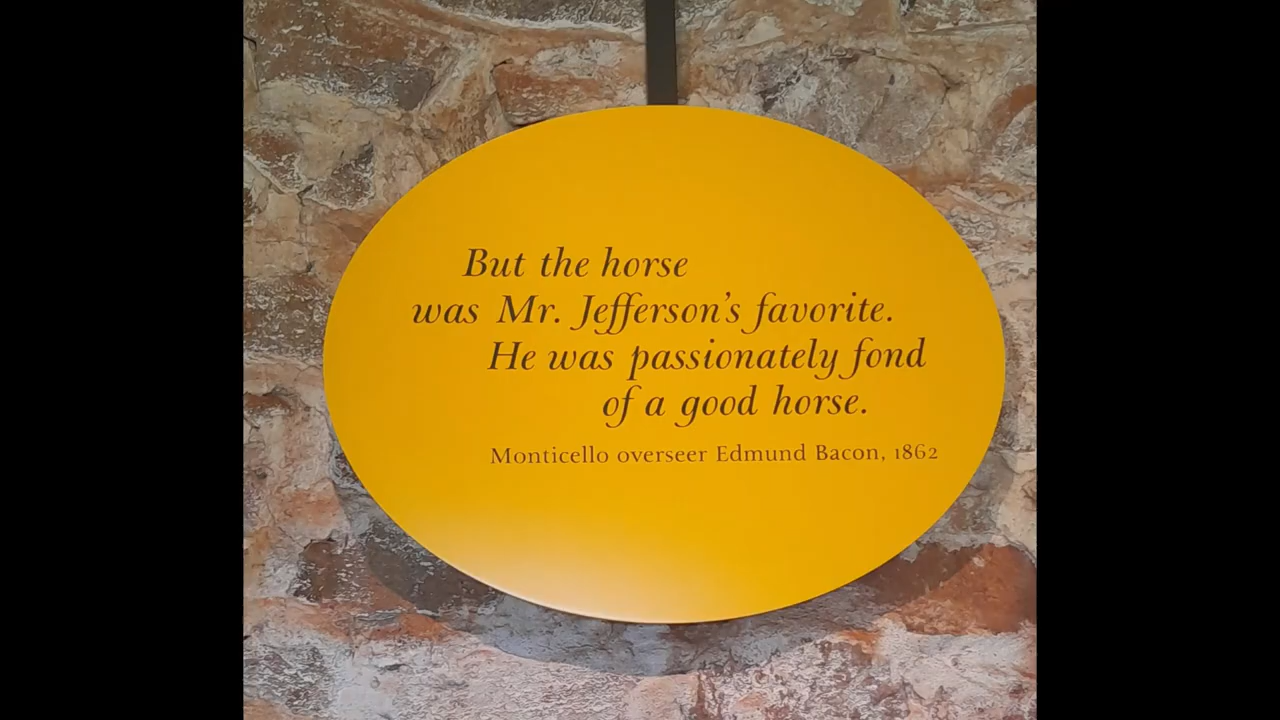 But the horse
was Mr. Jefferson's favorite.
He was passionately fond
of a good horse.
Monticello overseer Edmund Bacon, 1862